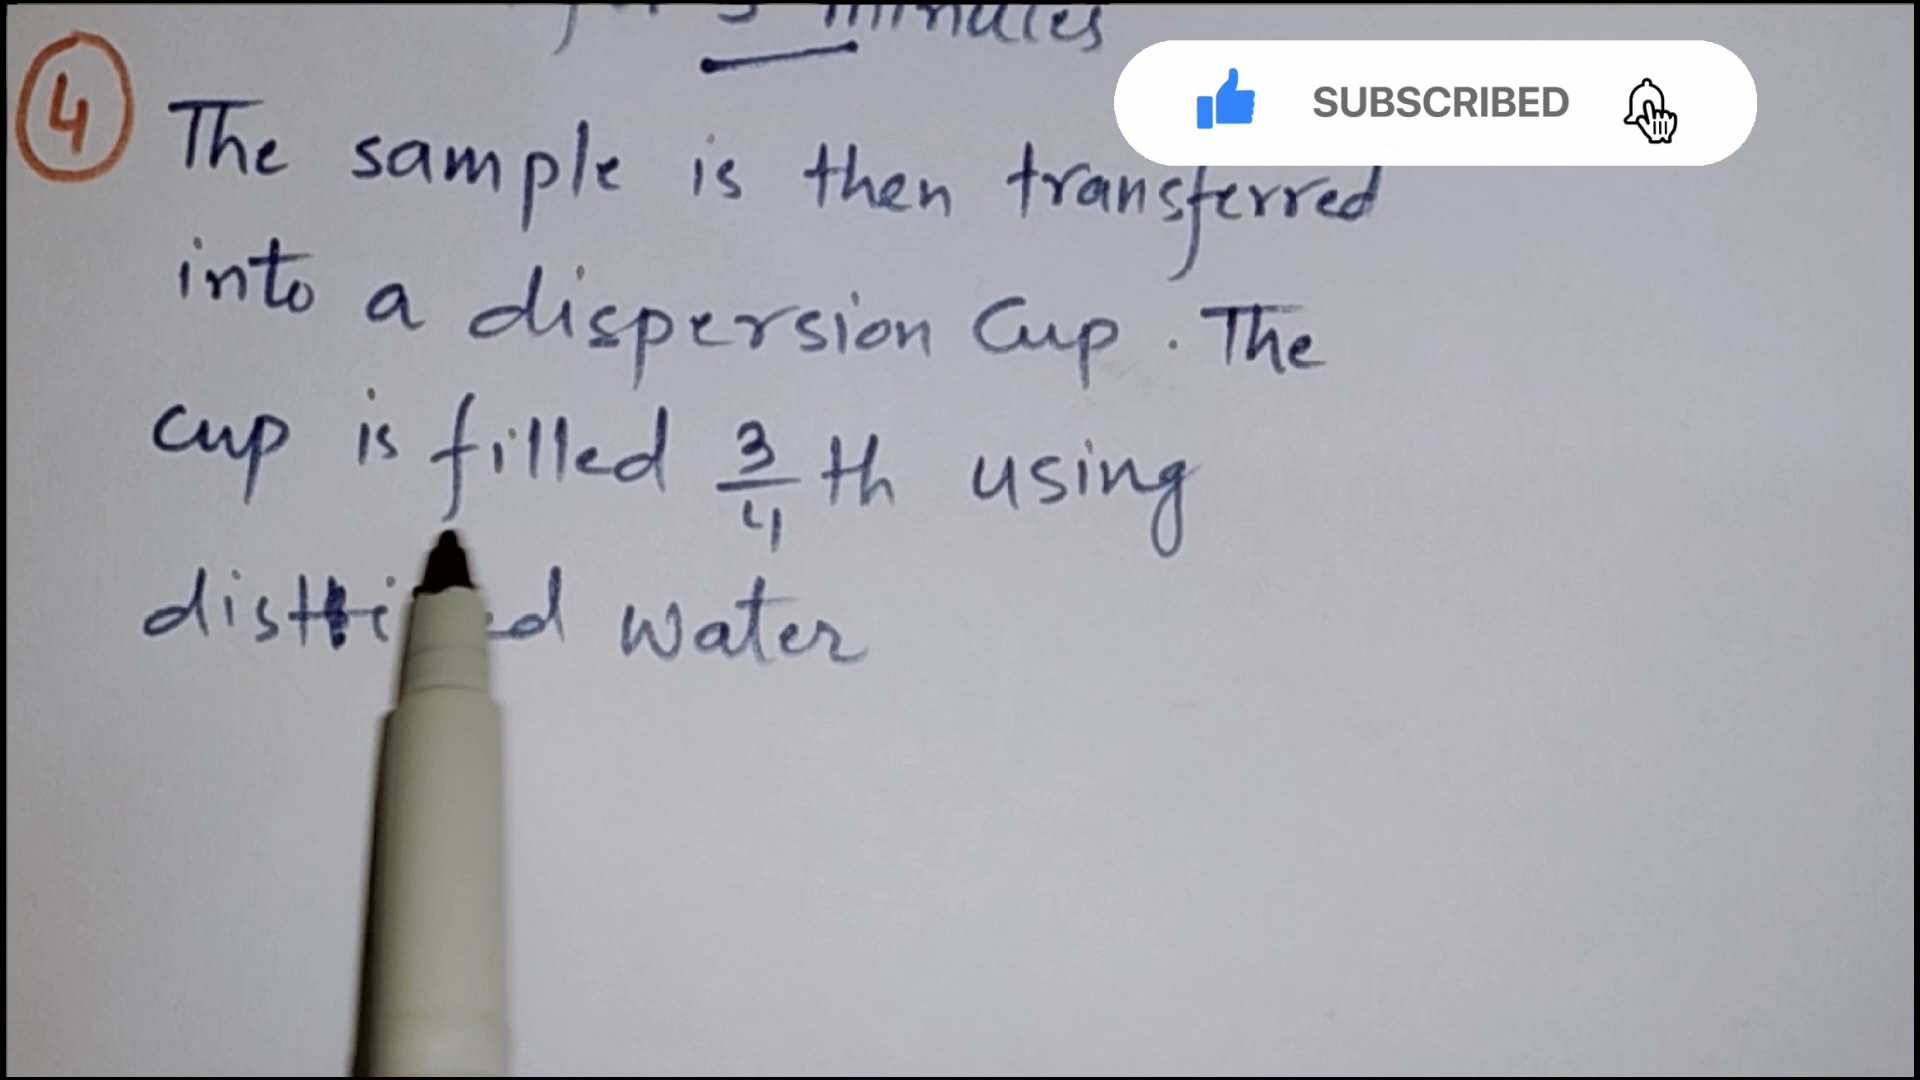 minutes
SUBSCRIBED
4 The sample is then transferred
into a dispersion Cup. The
cup is filled 3/4 th using
water